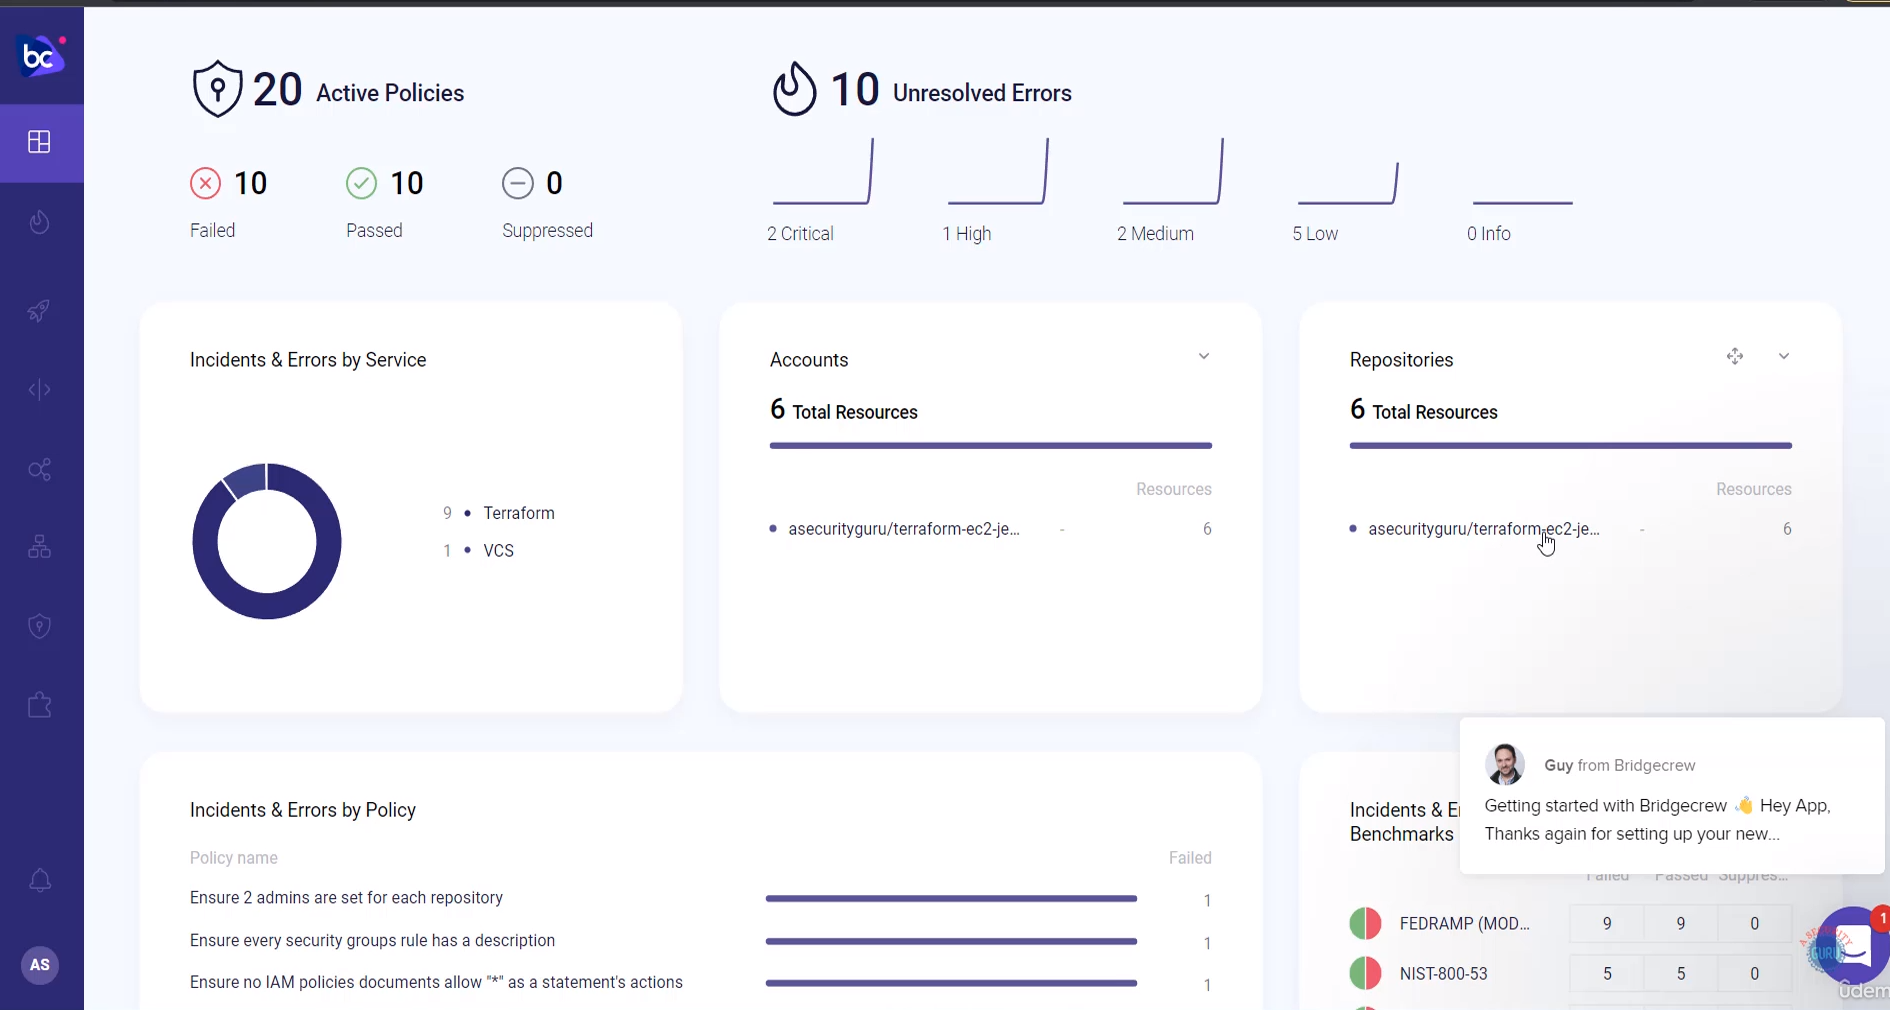 bc
20 Active Policies
10 Unresolved Errors
10
Failed
10
Passed
0
Suppressed
2 Critical
1 High
2 Medium
5 Low
0 Info
Incidents & Errors by Service
9 • Terraform
1 • VCS
Accounts
6 Total Resources
Resources
asecurityguru/terraform-ec2-je... - 6
Repositories
6 Total Resources
Resources
asecurityguru/terraform-ec2-je... - 6
Incidents & Errors by Policy
Policy name Failed
Ensure 2 admins are set for each repository 1
Ensure every security groups rule has a description 1
Ensure no IAM policies documents allow "*" as a statement's actions 1
Guy from Bridgecrew
Getting started with Bridgecrew 👋 Hey App,
Thanks again for setting up your new...
Incidents &
Benchmarks
Failed Passed Suppres...
FEDRAMP (MOD... 9 9 0
NIST-800-53 5 5 0
1
A SECURITY
GURU
ûdem
AS